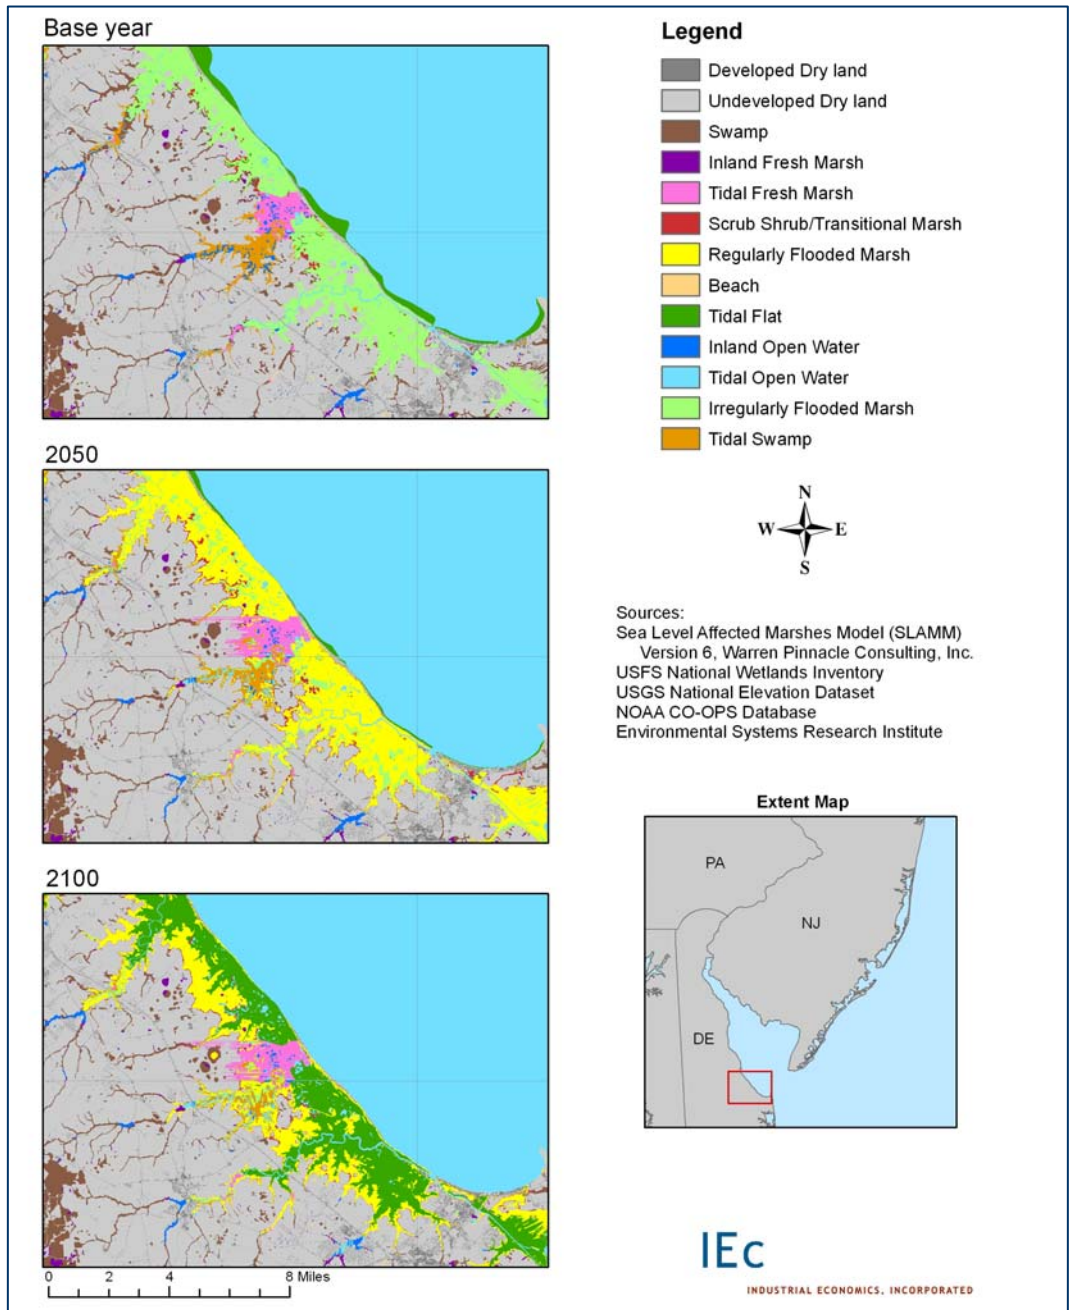 Base year
2050
2100
0 2 4 8 Miles
Legend
Developed Dry land
Undeveloped Dry land
Swamp
Inland Fresh Marsh
Tidal Fresh Marsh
Scrub Shrub/Transitional Marsh
Regularly Flooded Marsh
Beach
Tidal Flat
Inland Open Water
Tidal Open Water
Irregularly Flooded Marsh
Tidal Swamp
N
W E
S
Sources:
Sea Level Affected Marshes Model (SLAMM)
Version 6, Warren Pinnacle Consulting, Inc.
USFS National Wetlands Inventory
USGS National Elevation Dataset
NOAA CO-OPS Database
Environmental Systems Research Institute
Extent Map
PA
NJ
DE
IEc
INDUSTRIAL ECONOMICS, INCORPORATED